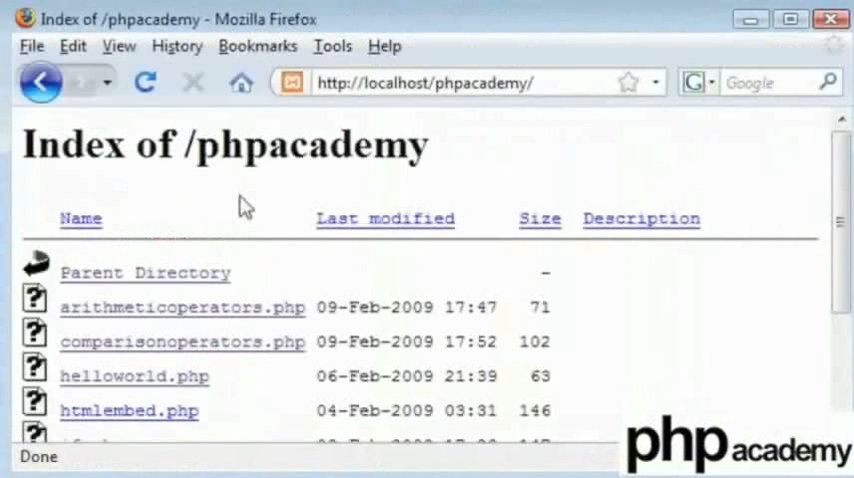 Index of /phpacademy - Mozilla Firefox
File Edit View History Bookmarks Tools Help
http://localhost/phpacademy/ Google
Index of /phpacademy
Name Last modified Size Description
Parent Directory -
arithmeticoperators.php 09-Feb-2009 17:47 71
comparisonoperators.php 09-Feb-2009 17:52 102
helloworld.php 06-Feb-2009 21:39 63
htmlembed.php 04-Feb-2009 03:31 146
Done
php academy